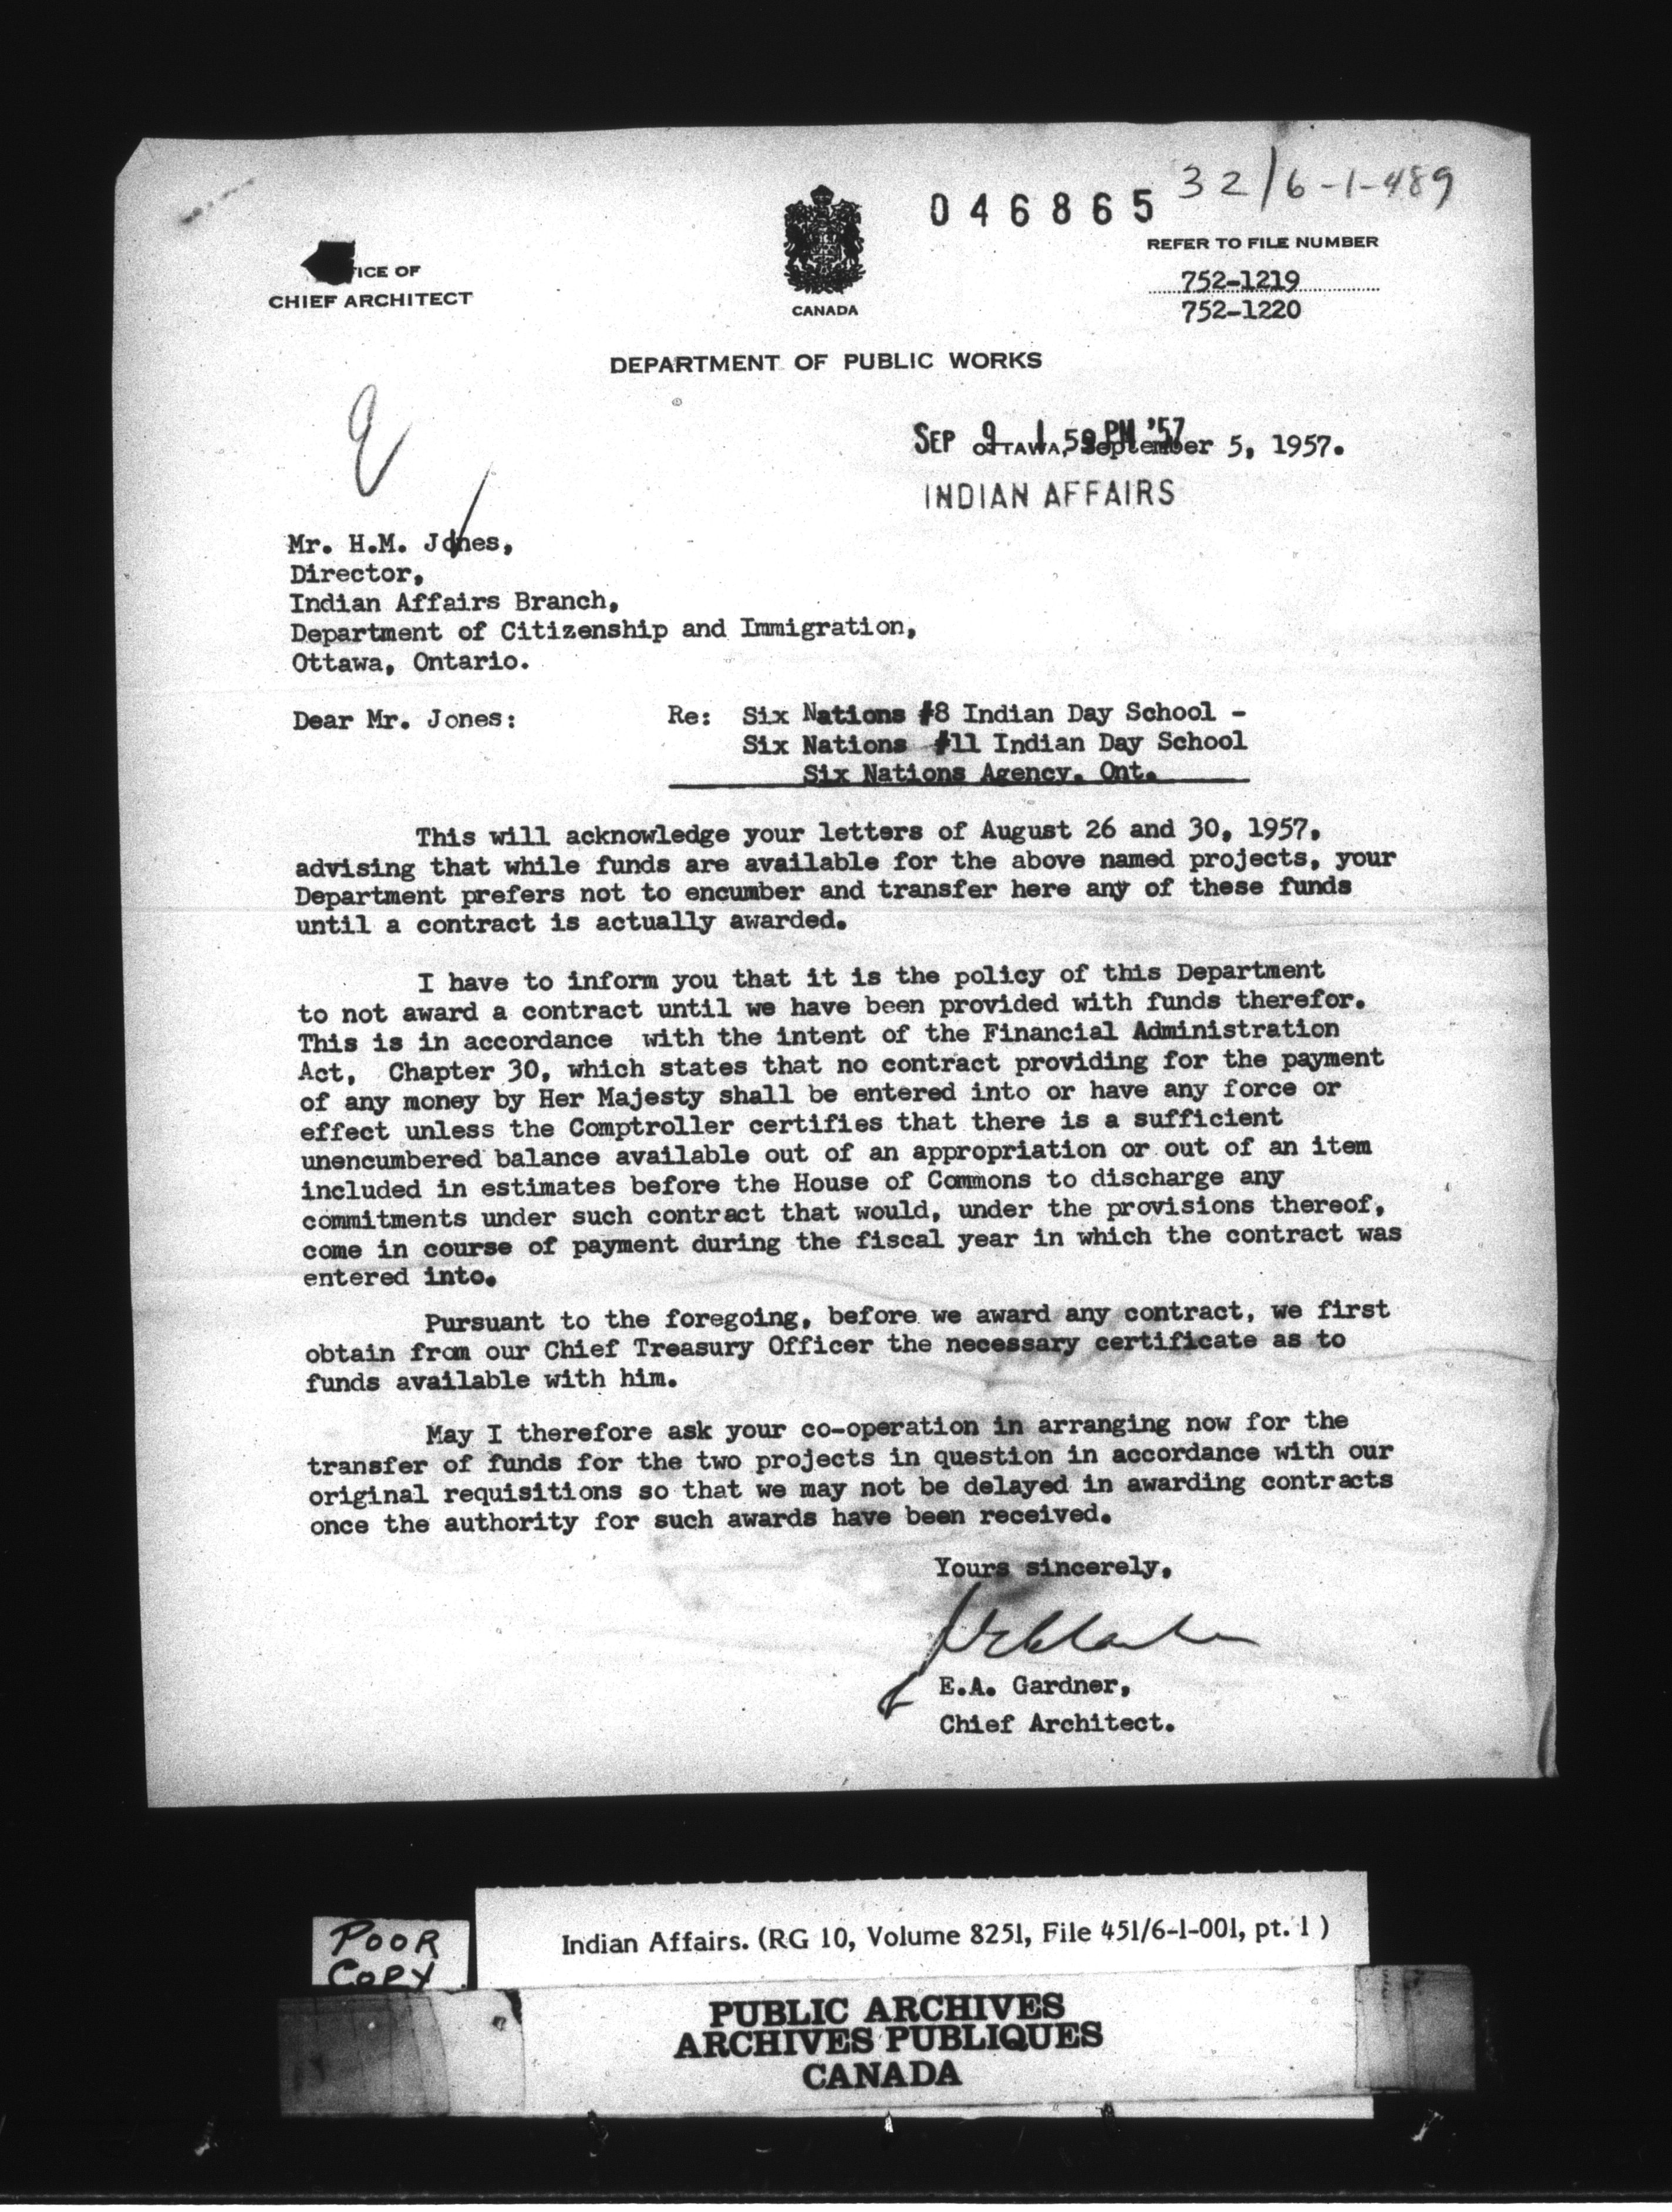 32/6-1-489
046865
REFER TO FILE NUMBER
752-1219
752-1220
ICE OF
CHIEF ARCHITECT
CANADA
DEPARTMENT OF PUBLIC WORKS
SEP 9 1 59 PM '57
OTTAWA, September 5, 1957.
INDIAN AFFAIRS
Mr. H.M. Jones,
Director,
Indian Affairs Branch,
Department of Citizenship and Immigration,
Ottawa, Ontario.
Dear Mr. Jones:
Re: Six Nations #8 Indian Day School -
Six Nations #11 Indian Day School
Six Nations Agency, Ont.
This will acknowledge your letters of August 26 and 30, 1957,
advising that while funds are available for the above named projects, your
Department prefers not to encumber and transfer here any of these funds
until a contract is actually awarded.
I have to inform you that it is the policy of this Department
to not award a contract until we have been provided with funds therefor.
This is in accordance with the intent of the Financial Administration
Act, Chapter 30, which states that no contract providing for the payment
of any money by Her Majesty shall be entered into or have any force or
effect unless the Comptroller certifies that there is a sufficient
unencumbered balance available out of an appropriation or out of an item
included in estimates before the House of Commons to discharge any
commitments under such contract that would, under the provisions thereof,
come in course of payment during the fiscal year in which the contract was
entered into.
Pursuant to the foregoing, before we award any contract, we first
obtain from our Chief Treasury Officer the necessary certificate as to
funds available with him.
May I therefore ask your co-operation in arranging now for the
transfer of funds for the two projects in question in accordance with our
original requisitions so that we may not be delayed in awarding contracts
once the authority for such awards have been received.
Yours sincerely,
E.A. Gardner,
Chief Architect.
POOR
COPY
Indian Affairs. (RG 10, Volume 8251, File 451/6-1-001, pt. 1 )
PUBLIC ARCHIVES
ARCHIVES PUBLIQUES
CANADA